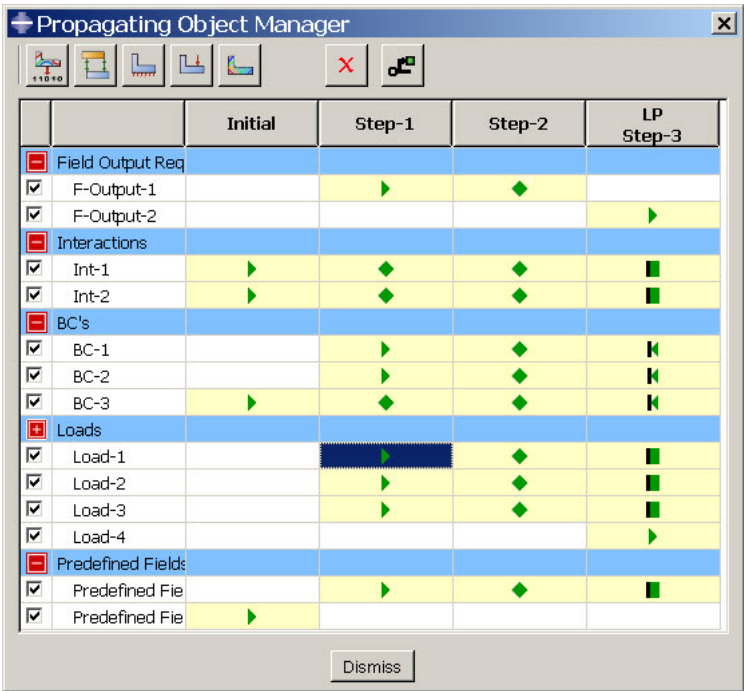 Propagating Object Manager
11010
Initial Step-1 Step-2 LP
Step-3
Field Output Req
F-Output-1
F-Output-2
Interactions
Int-1
Int-2
BC's
BC-1
BC-2
BC-3
Loads
Load-1
Load-2
Load-3
Load-4
Predefined Fields
Predefined Fie
Predefined Fie
Dismiss